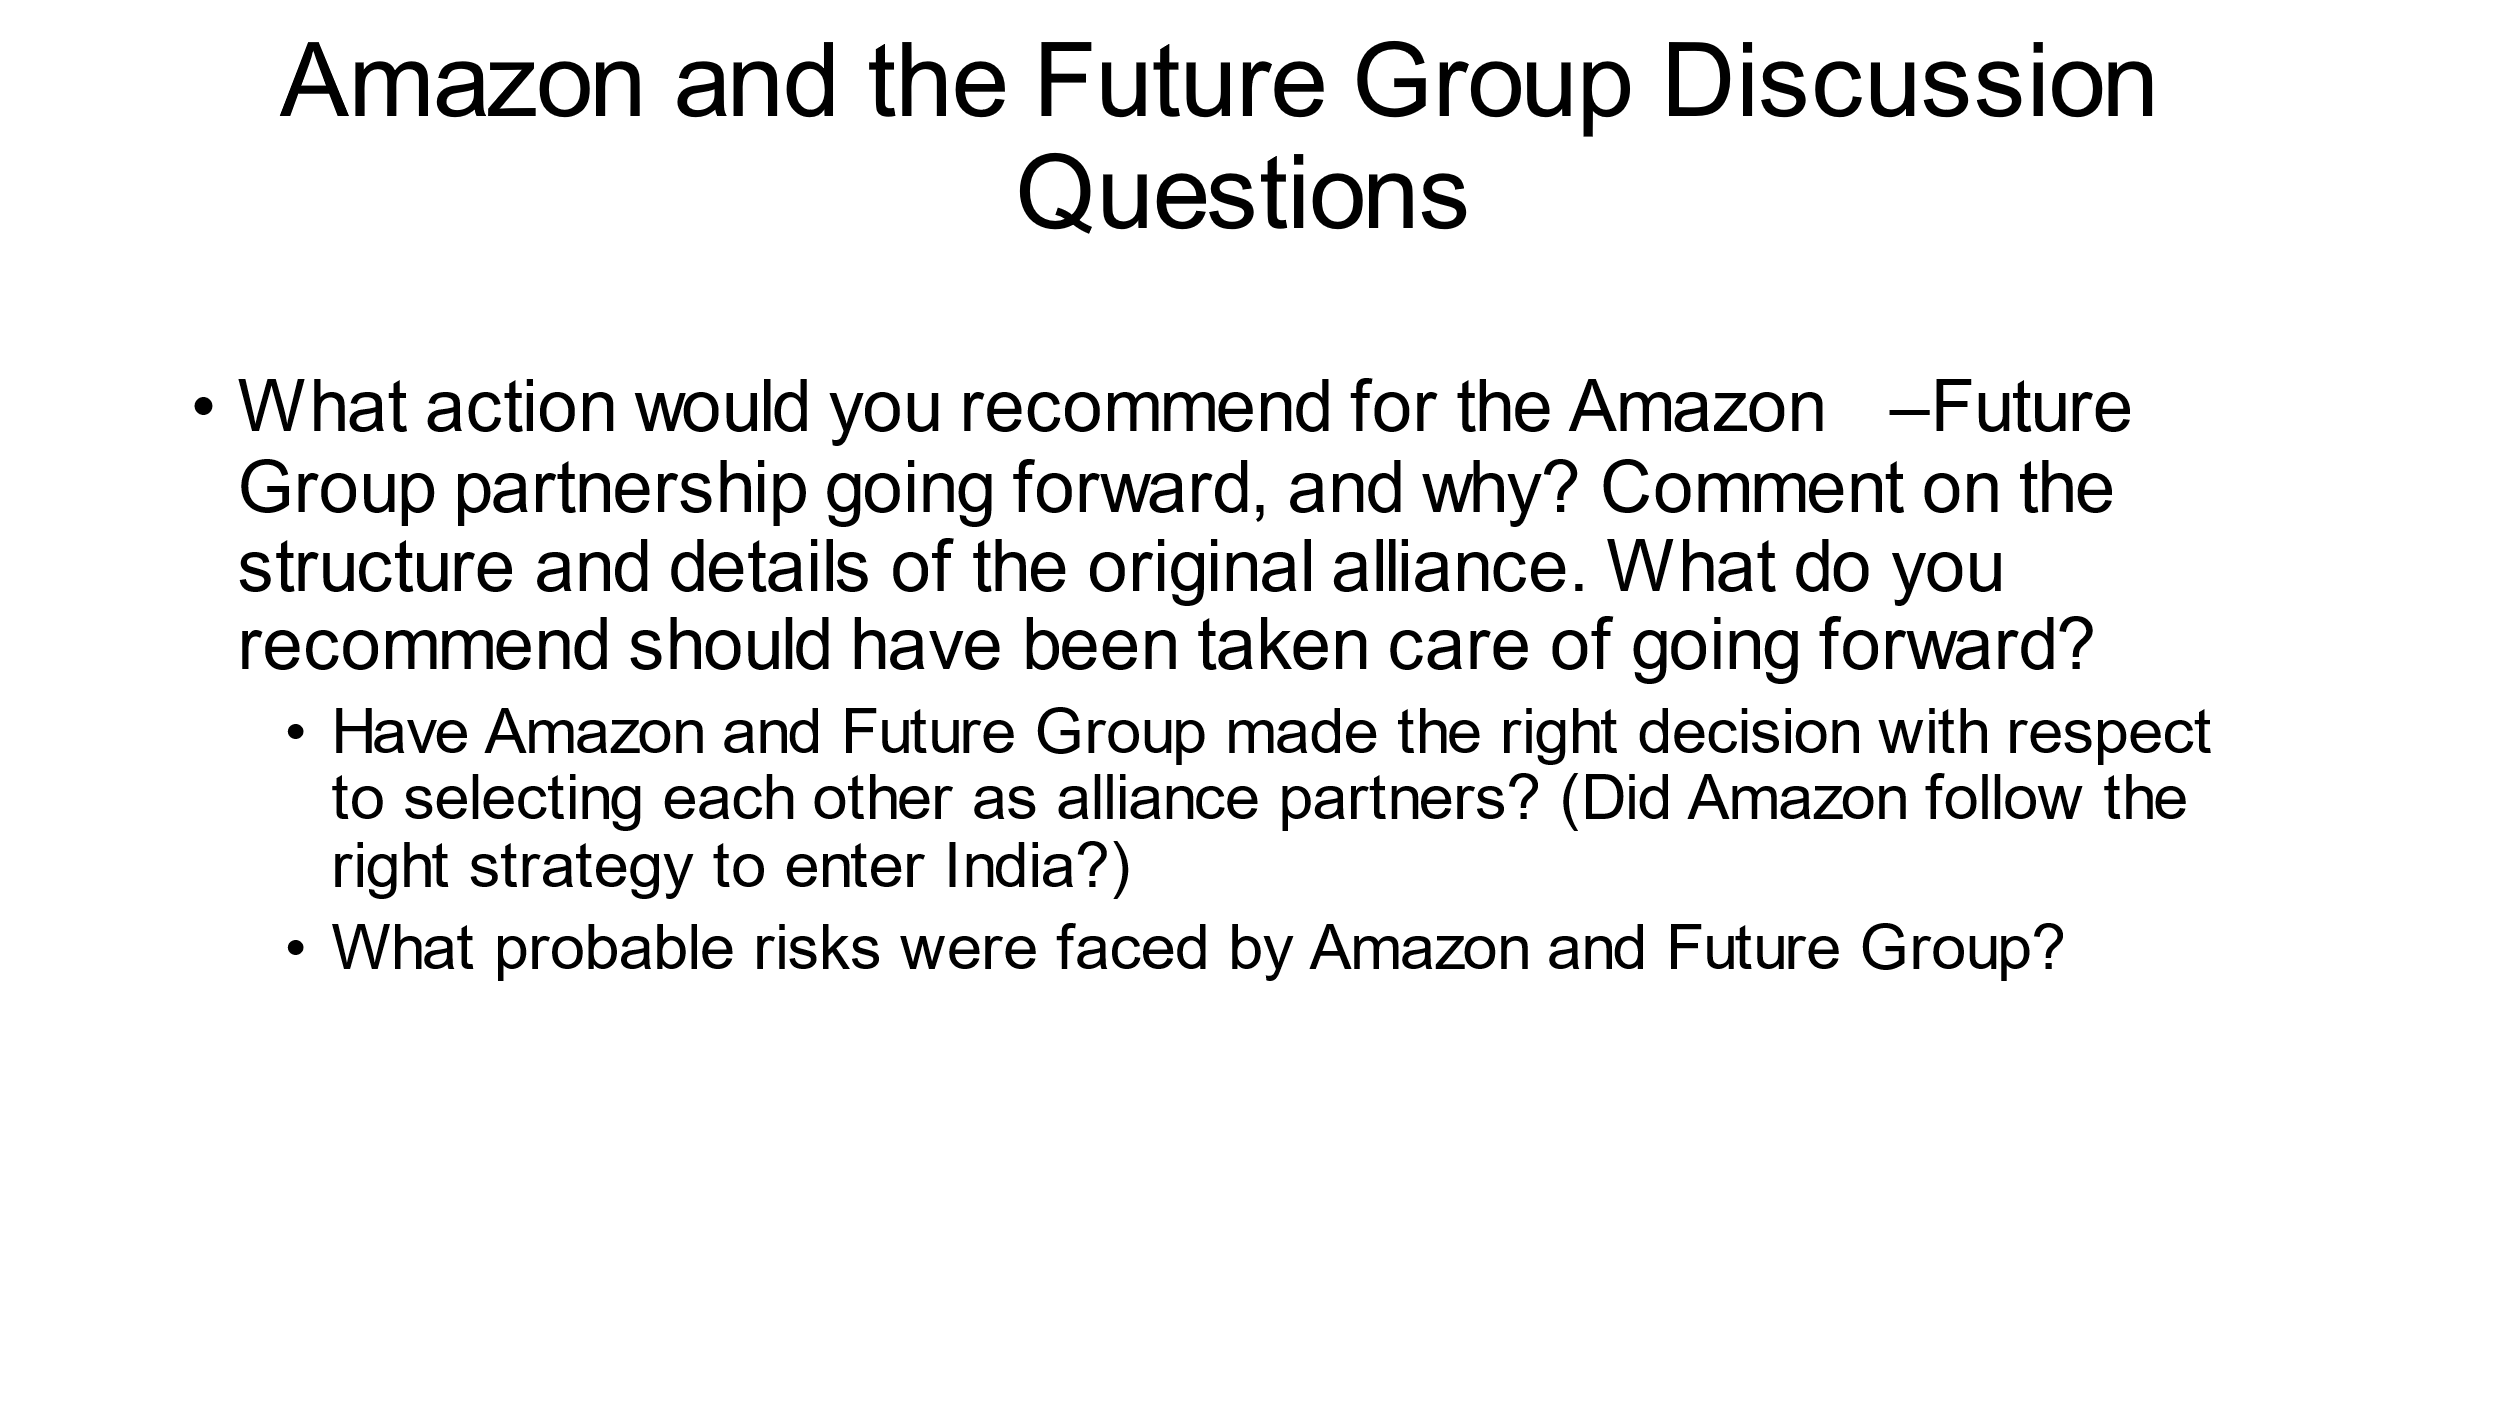 Amazon and the Future Group Discussion
Questions
• What action would you recommend for the Amazon –Future
Group partnership going forward, and why? Comment on the
structure and details of the original alliance. What do you
recommend should have been taken care of going forward?
• Have Amazon and Future Group made the right decision with respect
to selecting each other as alliance partners? (Did Amazon follow the
right strategy to enter India?)
• What probable risks were faced by Amazon and Future Group?